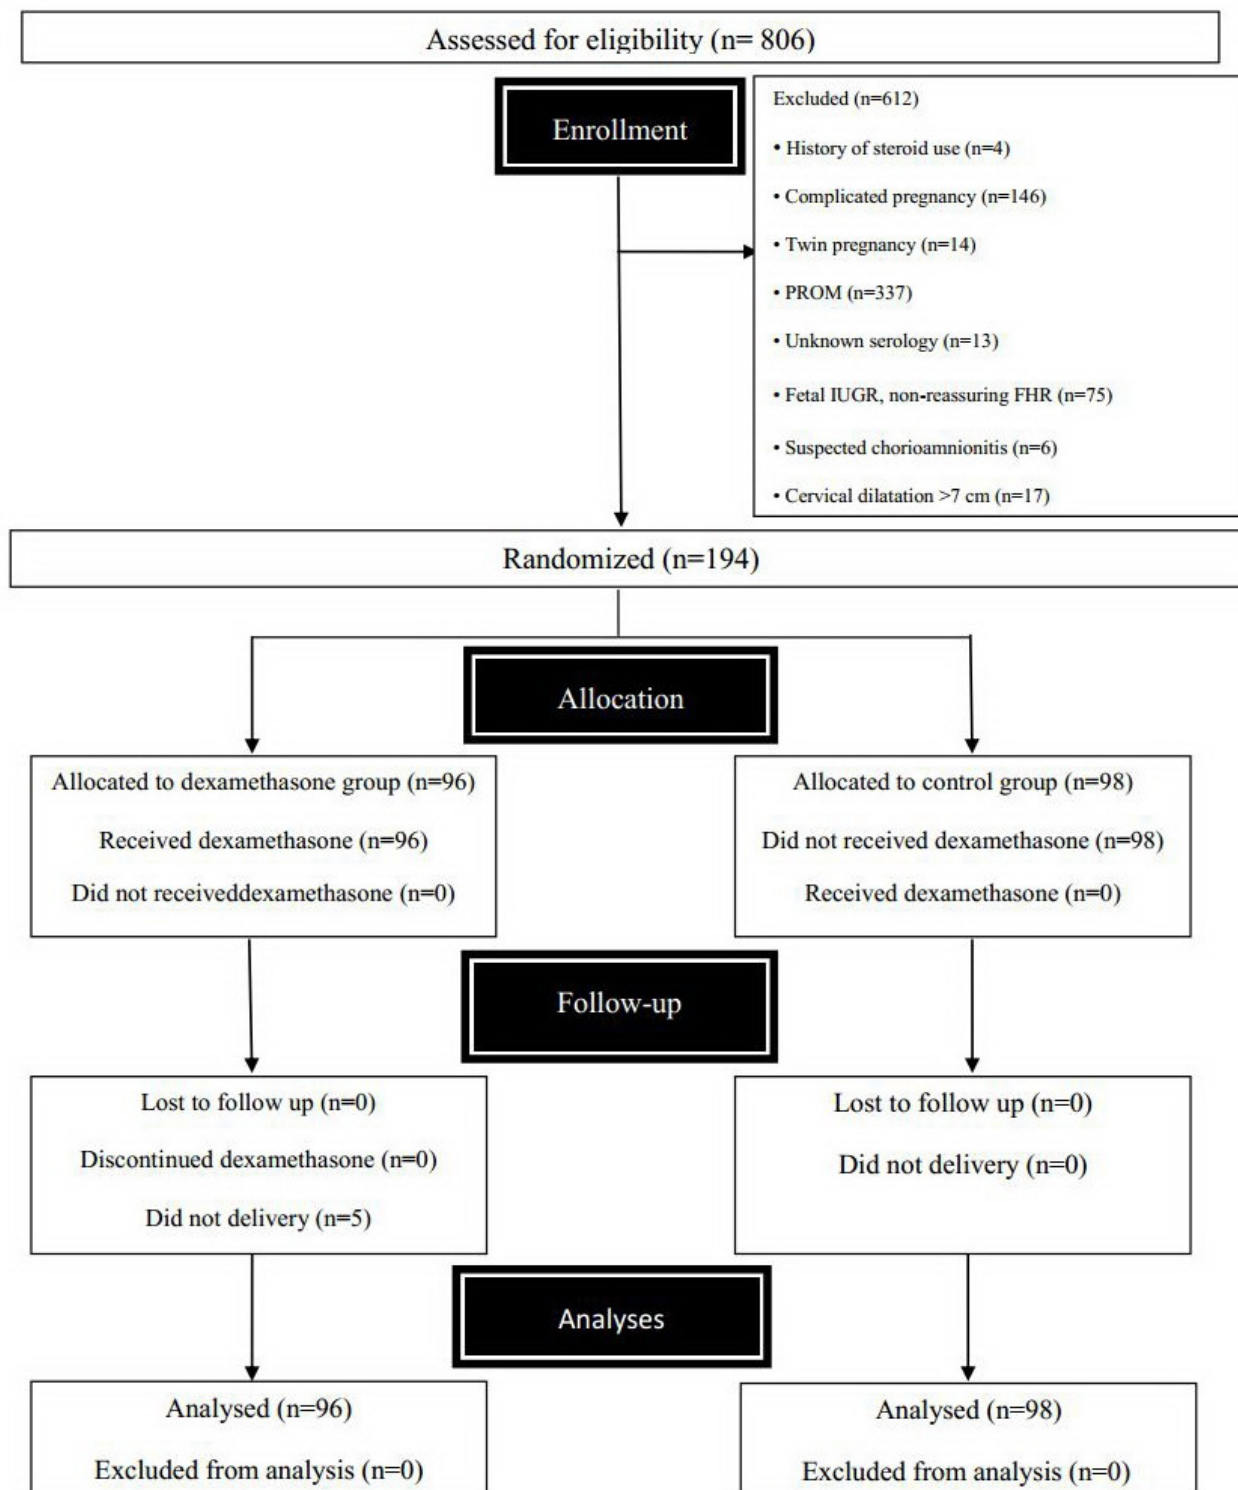 Assessed for eligibility (n= 806)
Enrollment
Excluded (n=612)
• History of steroid use (n=4)
• Complicated pregnancy (n=146)
• Twin pregnancy (n=14)
• PROM (n=337)
• Unknown serology (n=13)
• Fetal IUGR, non-reassuring FHR (n=75)
• Suspected chorioamnionitis (n=6)
• Cervical dilatation >7 cm (n=17)
Randomized (n=194)
Allocation
Allocated to dexamethasone group (n=96)
Received dexamethasone (n=96)
Did not receiveddexamethasone (n=0)
Allocated to control group (n=98)
Did not received dexamethasone (n=98)
Received dexamethasone (n=0)
Follow-up
Lost to follow up (n=0)
Discontinued dexamethasone (n=0)
Did not delivery (n=5)
Lost to follow up (n=0)
Did not delivery (n=0)
Analyses
Analysed (n=96)
Excluded from analysis (n=0)
Analysed (n=98)
Excluded from analysis (n=0)